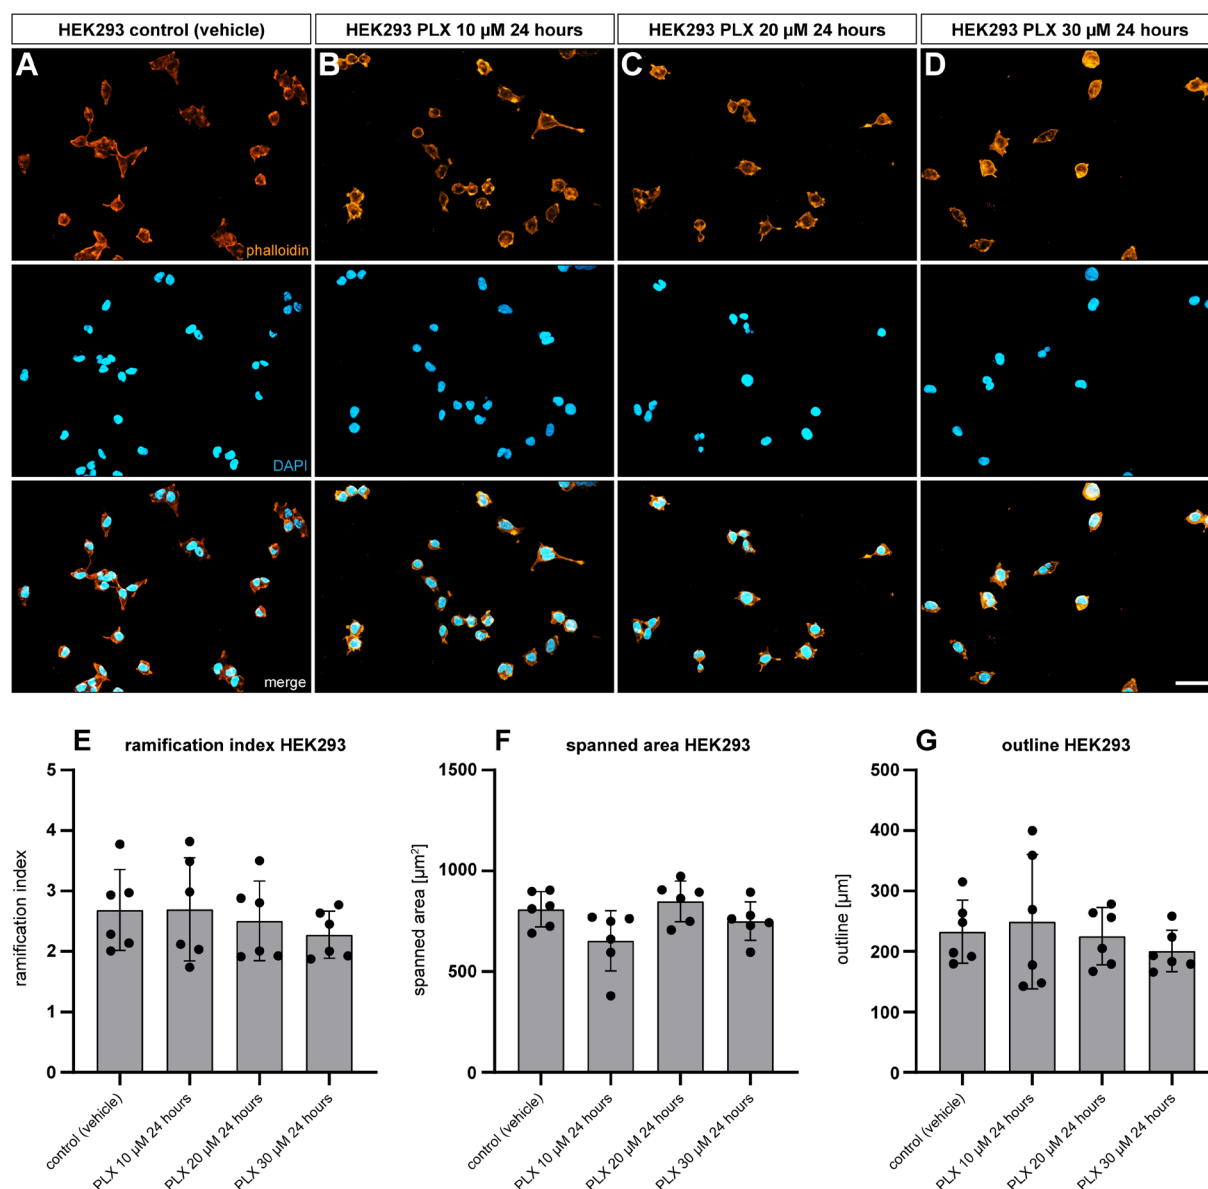 HEK293 control (vehicle)
HEK293 PLX 10 µM 24 hours
HEK293 PLX 20 µM 24 hours
HEK293 PLX 30 µM 24 hours
A
B
C
D
phalloidin
DAPI
merge
E
ramification index HEK293
5
4
3
2
1
0
ramification index
control (vehicle)
PLX 10 µM 24 hours
PLX 20 µM 24 hours
PLX 30 µM 24 hours
F
spanned area HEK293
1500
1000
500
0
spanned area [µm²]
control (vehicle)
PLX 10 µM 24 hours
PLX 20 µM 24 hours
PLX 30 µM 24 hours
G
outline HEK293
500
400
300
200
100
0
outline [µm]
control (vehicle)
PLX 10 µM 24 hours
PLX 20 µM 24 hours
PLX 30 µM 24 hours